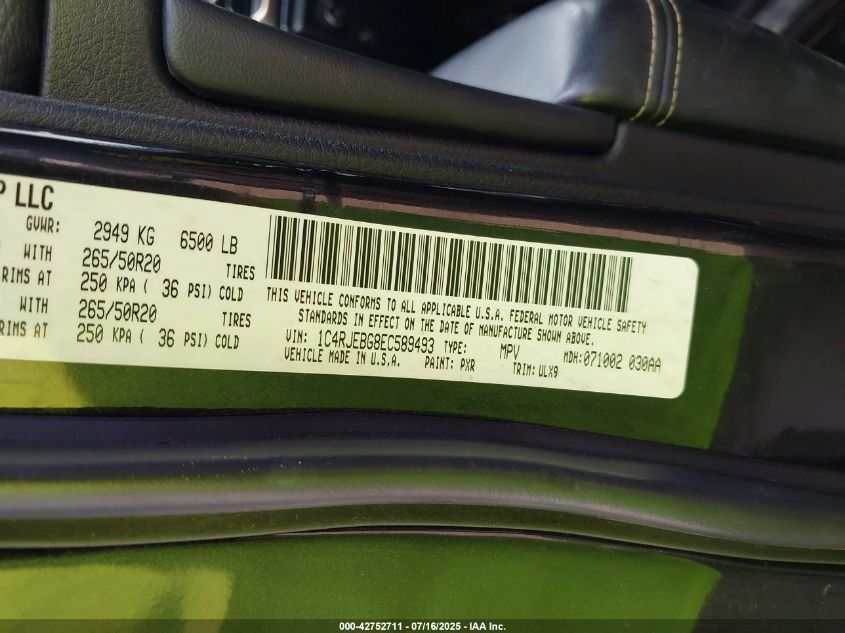 P LLC
GVWR: 2949 KG 6500 LB
WITH 265/50R20 TIRES
RIMS AT 250 KPA ( 36 PSI) COLD
WITH 265/50R20 TIRES
RIMS AT 250 KPA ( 36 PSI) COLD
THIS VEHICLE CONFORMS TO ALL APPLICABLE U.S.A. FEDERAL MOTOR VEHICLE SAFETY
STANDARDS IN EFFECT ON THE DATE OF MANUFACTURE SHOWN ABOVE.
VIN: 1C4RJEBG8EC589493 TYPE: MPV MDH:071002 030AA
VEHICLE MADE IN U.S.A. PAINT: PXR TRIM:ULX9
000-42752711 - 07/16/2025 - IAA Inc.